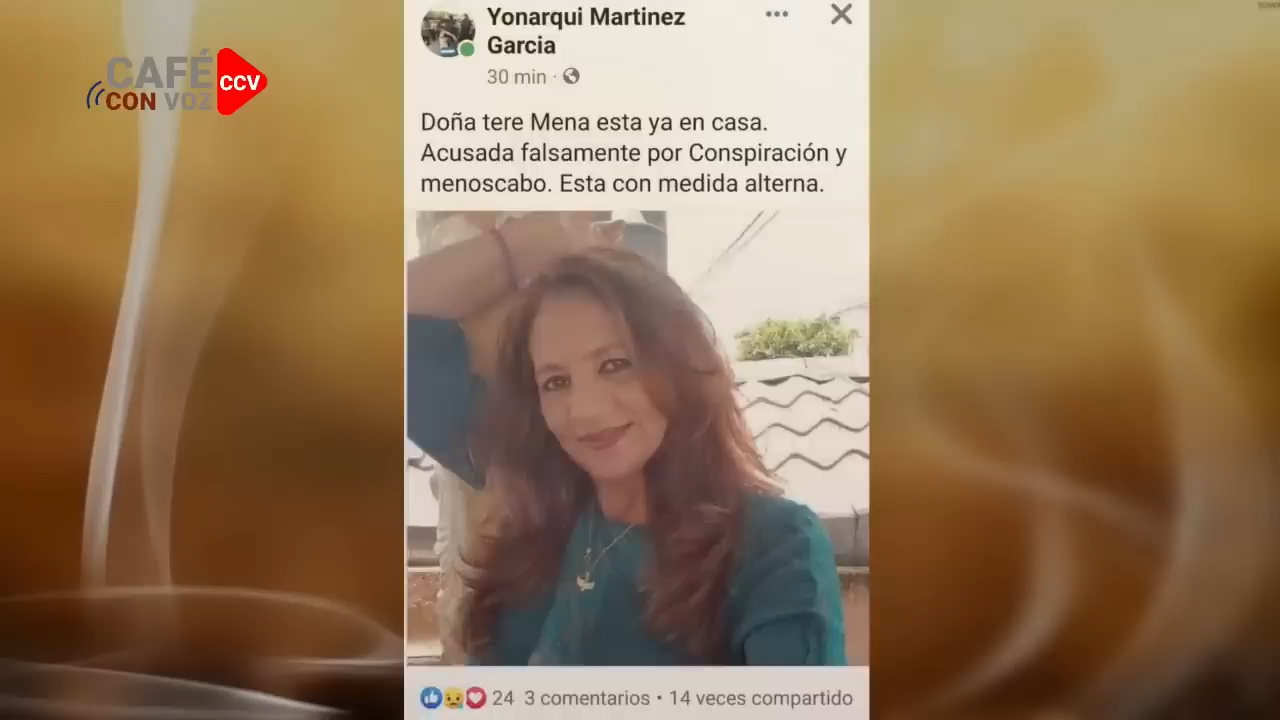 CAFÉ
CON VOZ
CCV
Yonarqui Martinez
Garcia
30 min ·
Doña tere Mena esta ya en casa.
Acusada falsamente por Conspiración y
menoscabo. Esta con medida alterna.
24 3 comentarios • 14 veces compartido